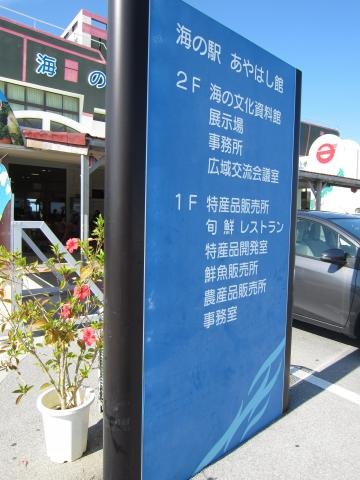 海の駅 あやはし館
2F 海の文化資料館
展示場
事務所
広域交流会議室
1F 特産品販売所
旬鮮レストラン
特産品開発室
鮮魚販売所
農産品販売所
事務室
海の